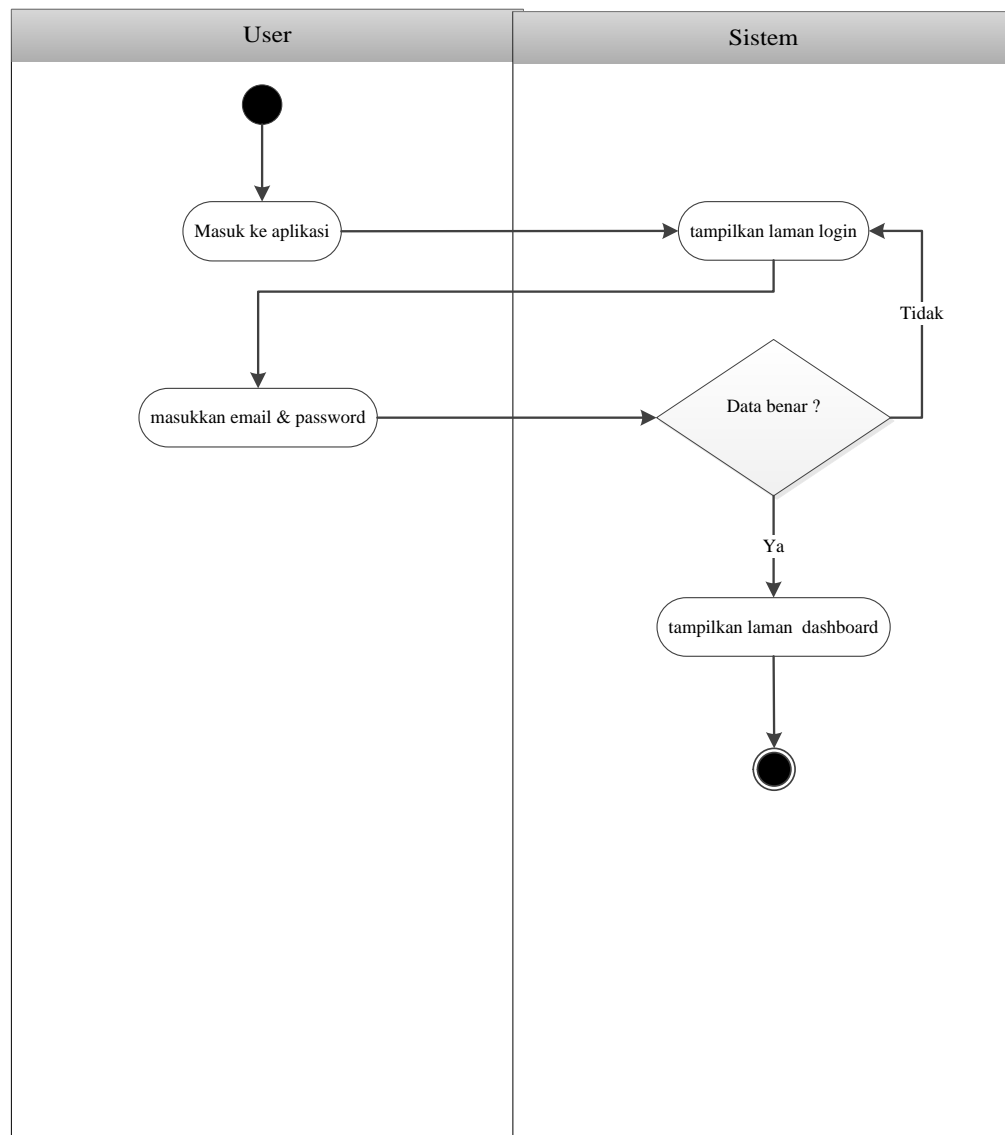 User
Sistem
Masuk ke aplikasi
tampilkan laman login
Tidak
masukkan email & password
Data benar ?
Ya
tampilkan laman  dashboard